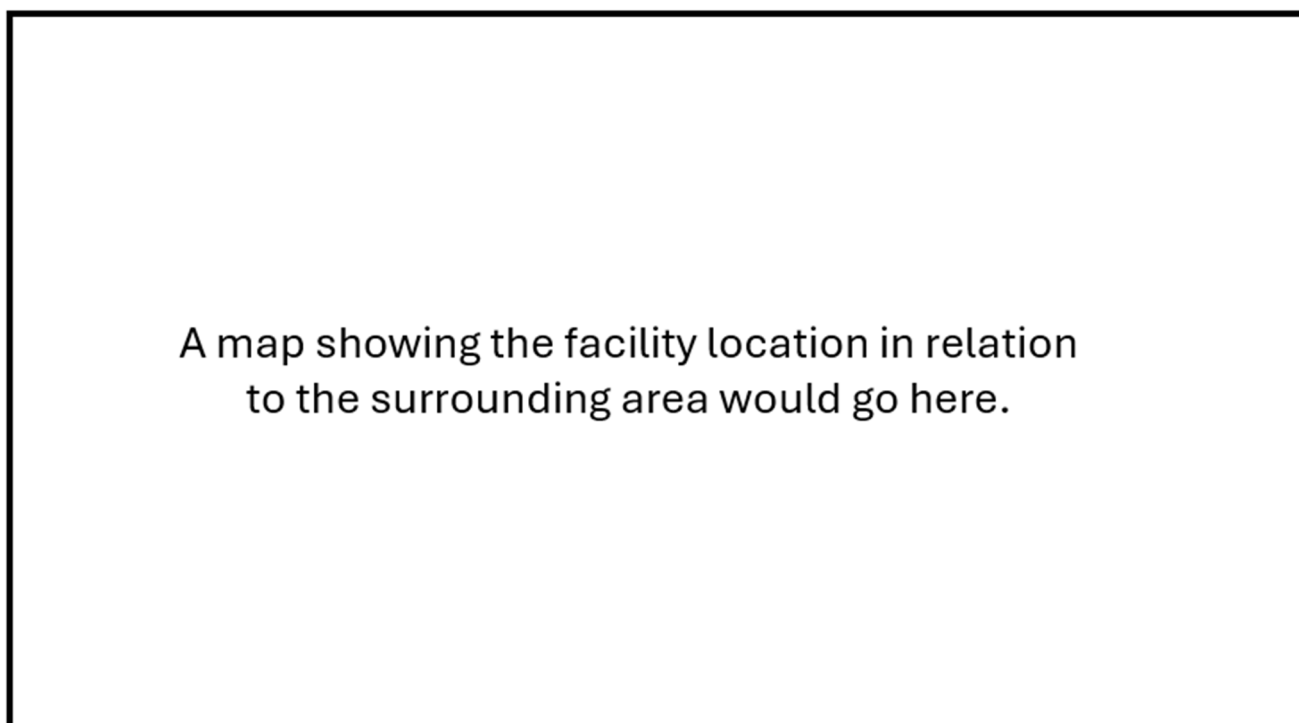 A map showing the facility location in relation
to the surrounding area would go here.